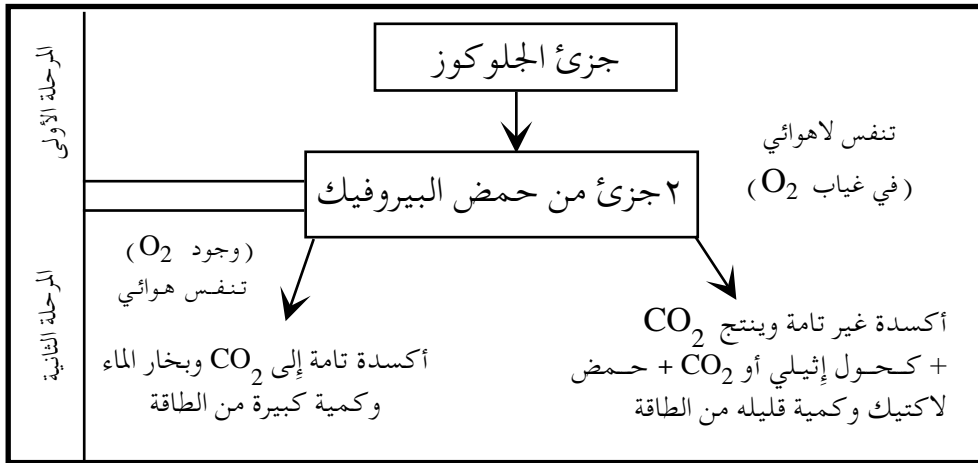 المرحلة الأولى
جزئ الجلوكوز
تنفس لاهوائي
(في غياب O2)
٢جزئ من حمض البيروفيك
المرحلة الثانية
(وجود O2)
تنفس هوائي
أكسدة غير تامة وينتج CO2
+ كحول إثيلي أو CO2 + حمض
لاكتيك وكمية قليله من الطاقة
أكسدة تامة إلى CO2 وبخار الماء
وكمية كبيرة من الطاقة